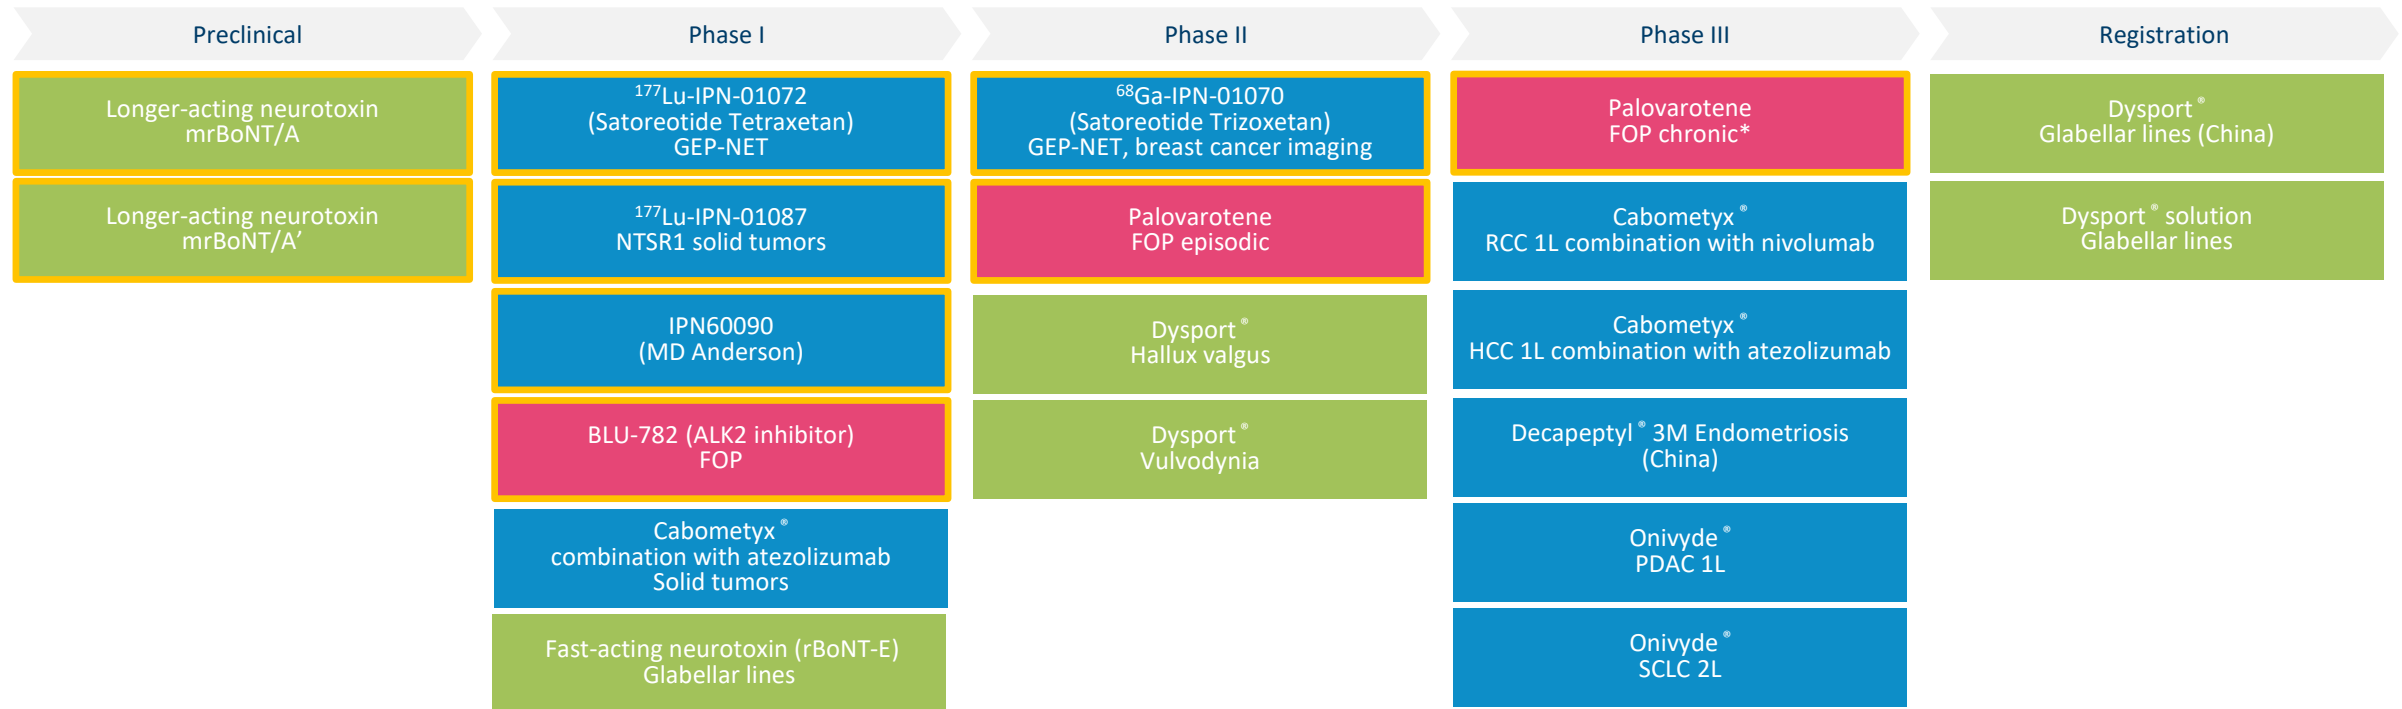 Preclinical
Phase I
Phase II
Phase III
Registration
Longer-acting neurotoxin
mrBoNT/A
Longer-acting neurotoxin
mrBoNT/A’
¹⁷⁷Lu-IPN-01072
(Satoreotide Tetraxetan)
GEP-NET
¹⁷⁷Lu-IPN-01087
NTSR1 solid tumors
IPN60090
(MD Anderson)
BLU-782 (ALK2 inhibitor)
FOP
Cabometyx®
combination with atezolizumab
Solid tumors
Fast-acting neurotoxin (rBoNT-E)
Glabellar lines
⁶⁸Ga-IPN-01070
(Satoreotide Trizoxetan)
GEP-NET, breast cancer imaging
Palovarotene
FOP episodic
Dysport®
Hallux valgus
Dysport®
Vulvodynia
Palovarotene
FOP chronic*
Cabometyx®
RCC 1L combination with nivolumab
Cabometyx®
HCC 1L combination with atezolizumab
Decapeptyl® 3M Endometriosis
(China)
Onivyde®
PDAC 1L
Onivyde®
SCLC 2L
Dysport®
Glabellar lines (China)
Dysport® solution
Glabellar lines